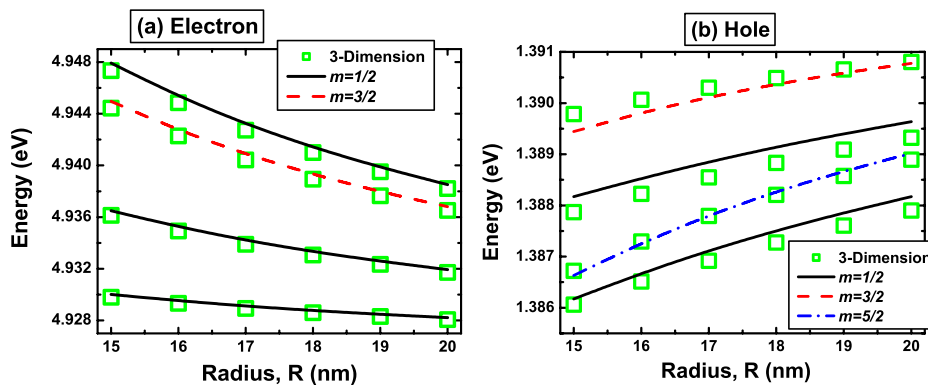 (a) Electron
3-Dimension
m=1/2
m=3/2
4.948
4.944
4.940
4.936
4.932
4.928
Energy (eV)
15 16 17 18 19 20
Radius, R (nm)
(b) Hole
1.391
1.390
1.389
1.388
1.387
1.386
Energy (eV)
3-Dimension
m=1/2
m=3/2
m=5/2
15 16 17 18 19 20
Radius, R (nm)